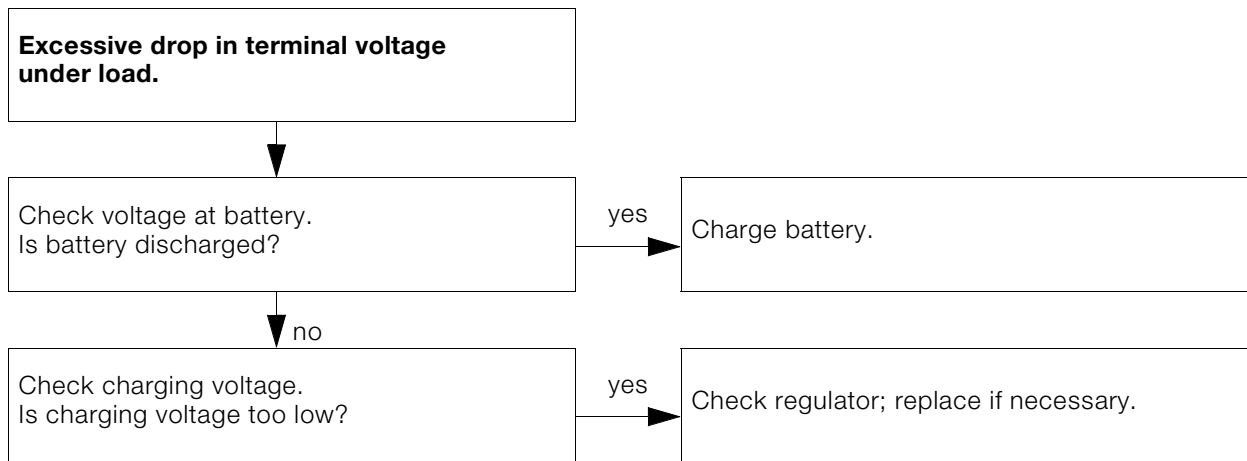 Excessive drop in terminal voltage
under load.
Check voltage at battery.
Is battery discharged?
yes
Charge battery.
no
Check charging voltage.
Is charging voltage too low?
yes
Check regulator; replace if necessary.